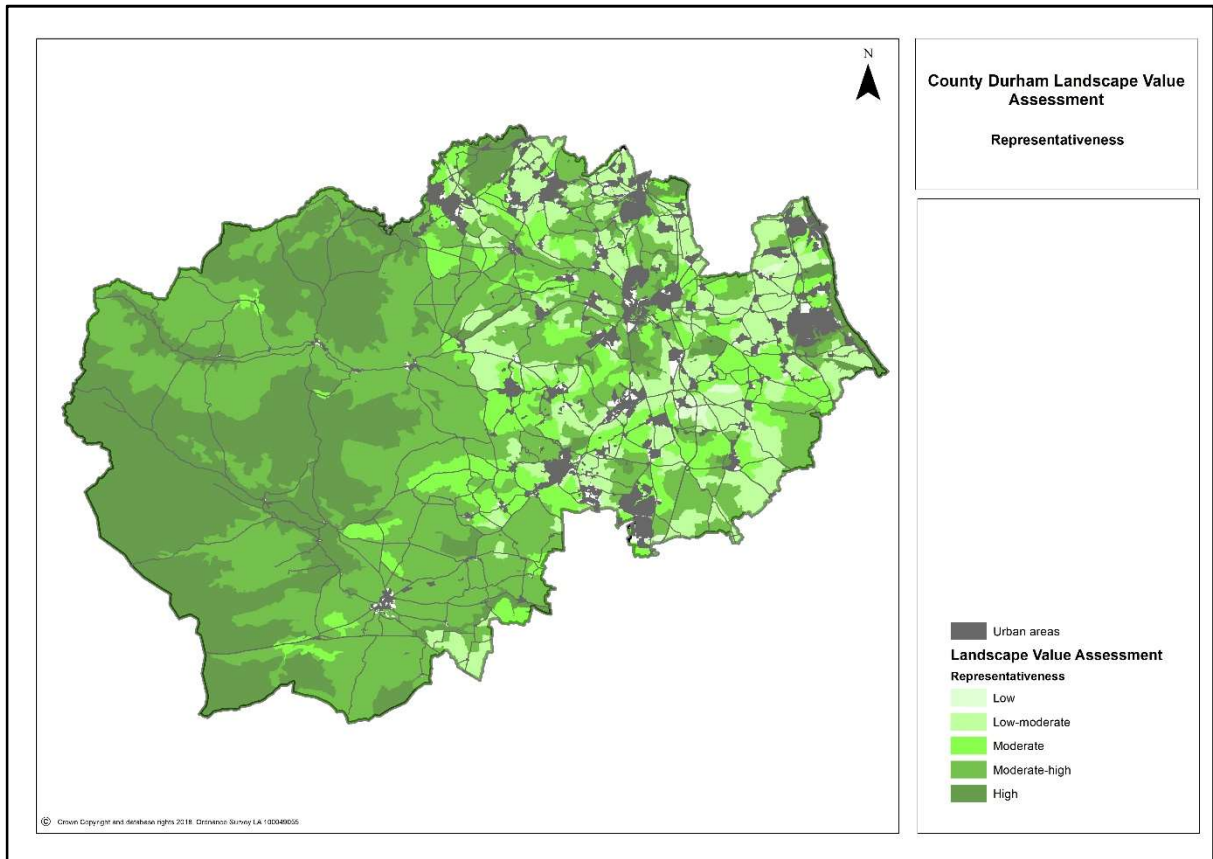 N
County Durham Landscape Value
Assessment
Representativeness
Urban areas
Landscape Value Assessment
Representativeness
Low
Low-moderate
Moderate
Moderate-high
High
© Crown Copyright and database rights 2018. Ordnance Survey LA 100049055